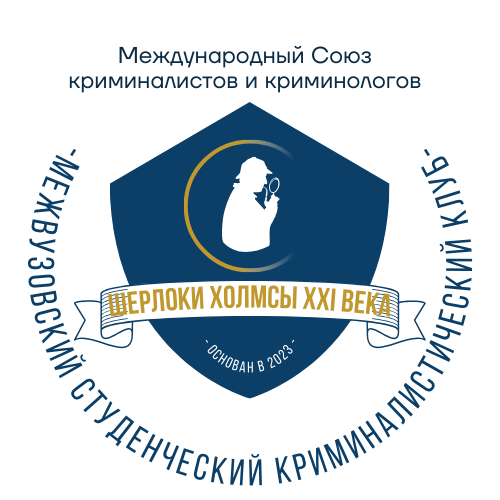 Международный Союз
криминалистов и криминологов
ШЕРЛОКИ ХОЛМСЫ XXI ВЕКА
- ОСНОВАН В 2023 -
-МЕЖВУЗОВСКИЙ СТУДЕНЧЕСКИЙ КРИМИНАЛИСТИЧЕСКИЙ КЛУБ-